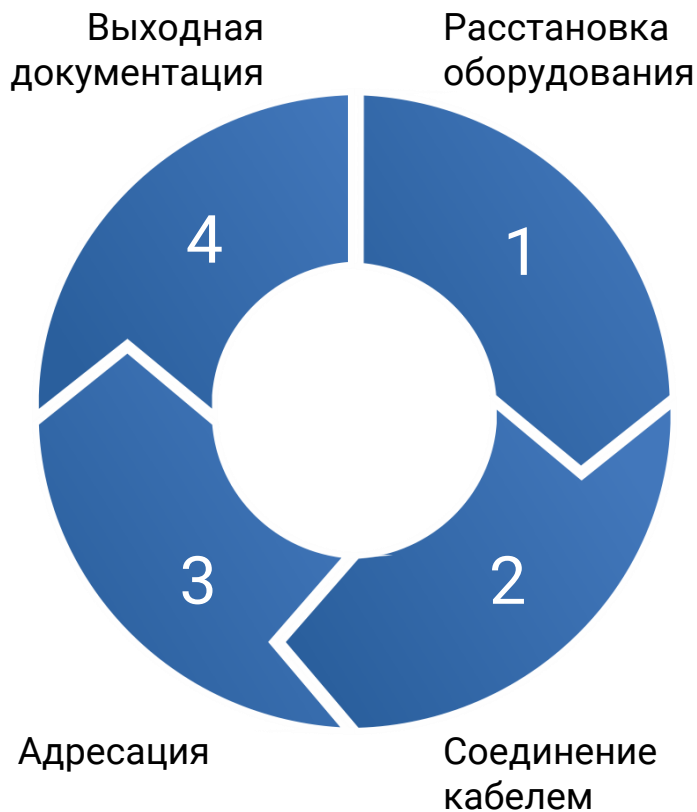 Выходная
документация
Расстановка
оборудования
4
1
3
2
Адресация
Соединение
кабелем